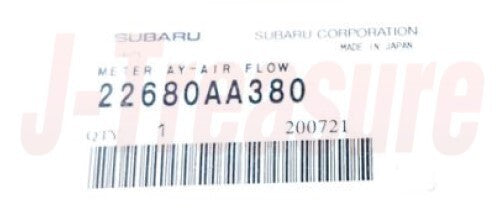 SUBARU SUBARU CORPORATION
MADE IN JAPAN
METER AY-AIR FLOW
22680AA380
QTY 1 200721
J-Treasure